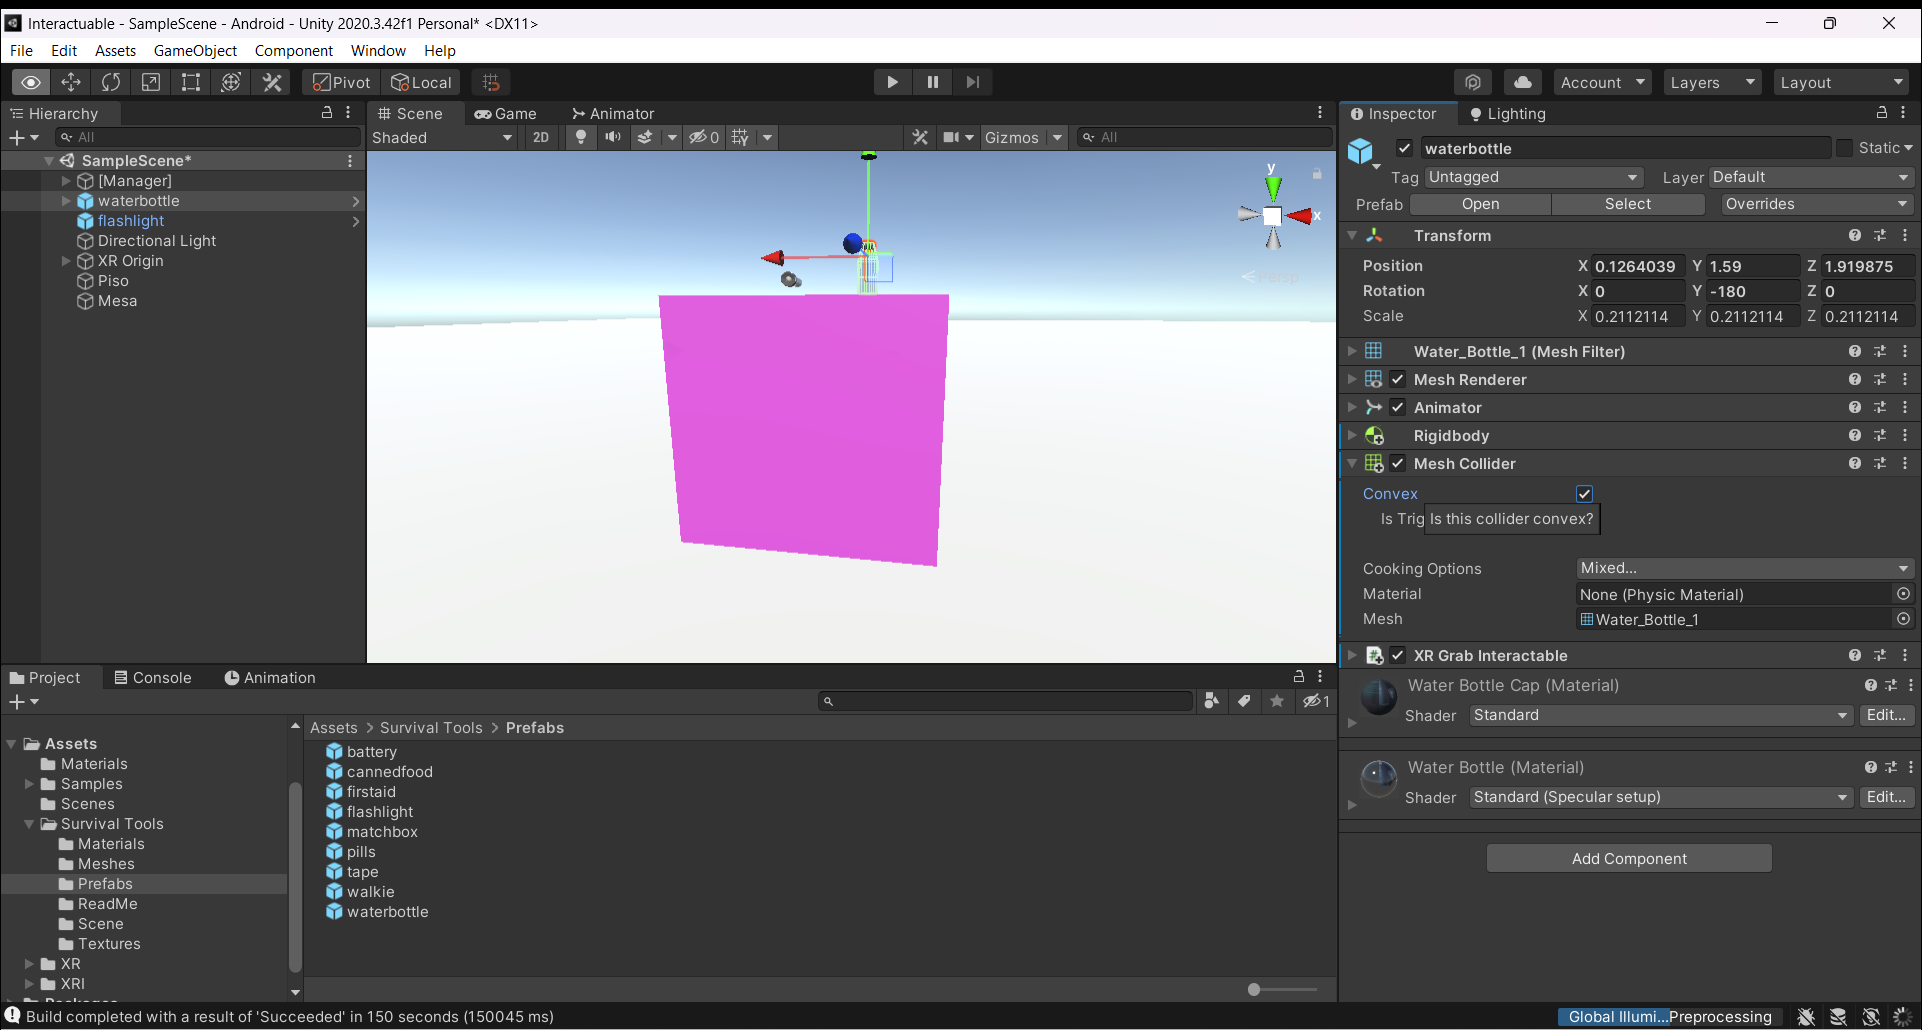 Interactuable - SampleScene - Android - Unity 2020.3.42f1 Personal* <DX11>
File Edit Assets GameObject Component Window Help
Pivot Local Account Layers Layout
Hierarchy
All
SampleScene*
[Manager]
waterbottle
flashlight
Directional Light
XR Origin
Piso
Mesa
Scene Game Animator
Shaded 2D 0 Gizmos All
y
x
Persp
Inspector Lighting
waterbottle Static
Tag Untagged Layer Default
Prefab Open Select Overrides
Transform
Position X 0.1264039 Y 1.59 Z 1.919875
Rotation X 0 Y -180 Z 0
Scale X 0.2112114 Y 0.2112114 Z 0.2112114
Water_Bottle_1 (Mesh Filter)
Mesh Renderer
Animator
Rigidbody
Mesh Collider
Convex
Is Trig Is this collider convex?
Cooking Options Mixed...
Material None (Physic Material)
Mesh Water_Bottle_1
XR Grab Interactable
Water Bottle Cap (Material)
Shader Standard Edit...
Water Bottle (Material)
Shader Standard (Specular setup) Edit...
Add Component
Project Console Animation
1
Assets
Materials
Samples
Scenes
Survival Tools
Materials
Meshes
Prefabs
ReadMe
Scene
Textures
XR
XRI
Assets > Survival Tools > Prefabs
battery
cannedfood
firstaid
flashlight
matchbox
pills
tape
walkie
waterbottle
Build completed with a result of 'Succeeded' in 150 seconds (150045 ms)
Global Illumi...Preprocessing